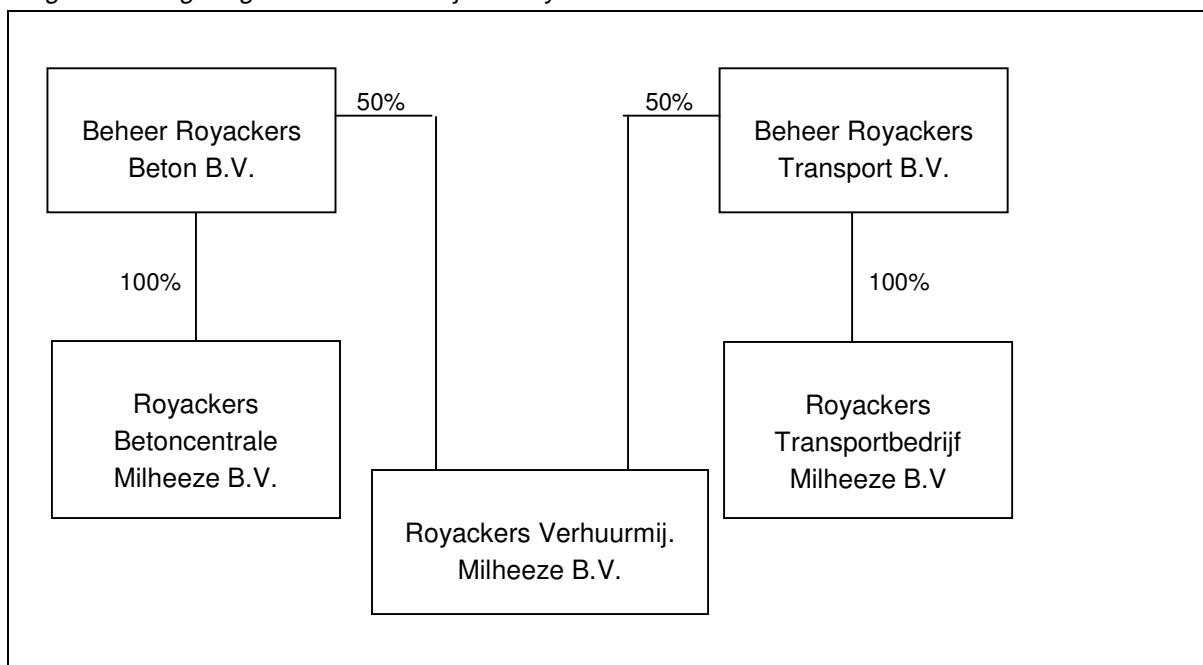 50%
50%
Beheer Royackers
Beton B.V.
Beheer Royackers
Transport B.V.
100%
100%
Royackers
Betoncentrale
Milheeze B.V.
Royackers
Transportbedrijf
Milheeze B.V
Royackers Verhuurmij.
Milheeze B.V.